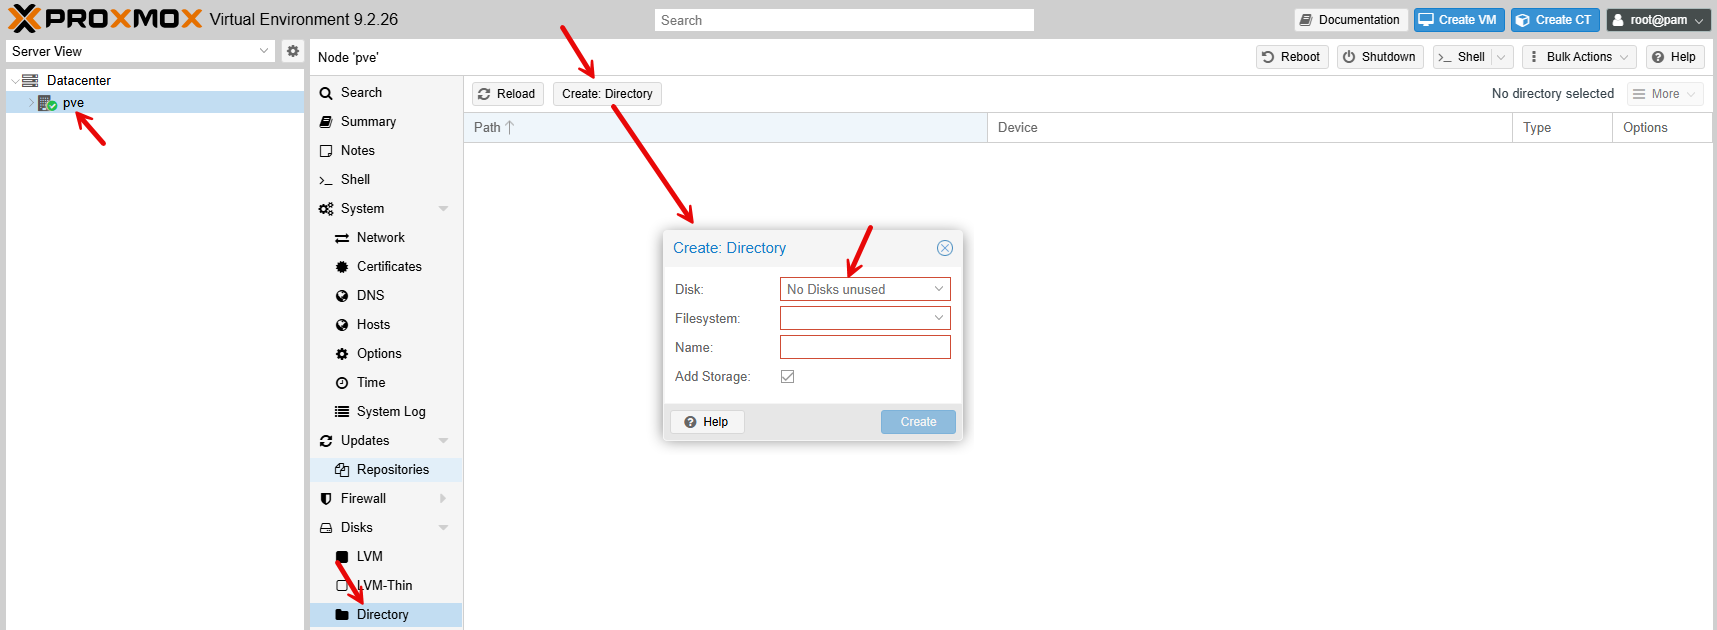 PROXMOX Virtual Environment 9.2.26
Search
Documentation
Create VM
Create CT
root@pam
Server View
Datacenter
pve
Node 'pve'
Reboot
Shutdown
Shell
Bulk Actions
Help
Search
Summary
Notes
Shell
System
Network
Certificates
DNS
Hosts
Options
Time
System Log
Updates
Repositories
Firewall
Disks
LVM
LVM-Thin
Directory
Reload
Create: Directory
No directory selected
More
Path
Device
Type
Options
Create: Directory
Disk:
No Disks unused
Filesystem:
Name:
Add Storage:
Help
Create